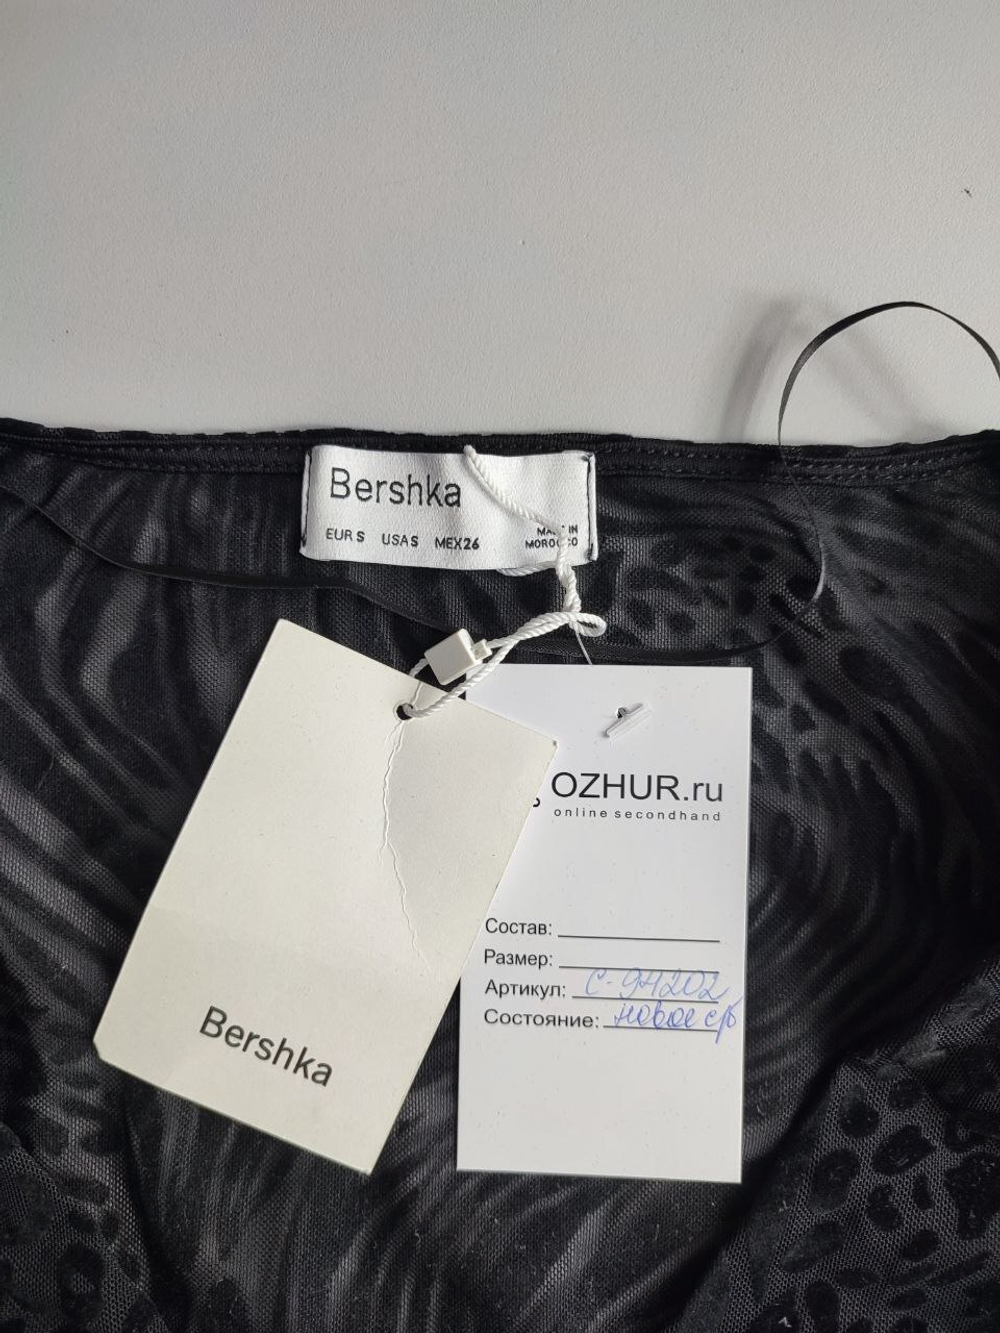 Bershka
EUR S USA S MEX 26
MADE IN
MOROCCO
OZHUR.ru
online secondhand
Состав:
Размер:
Артикул: С-94202
Состояние: новое с/б
Bershka